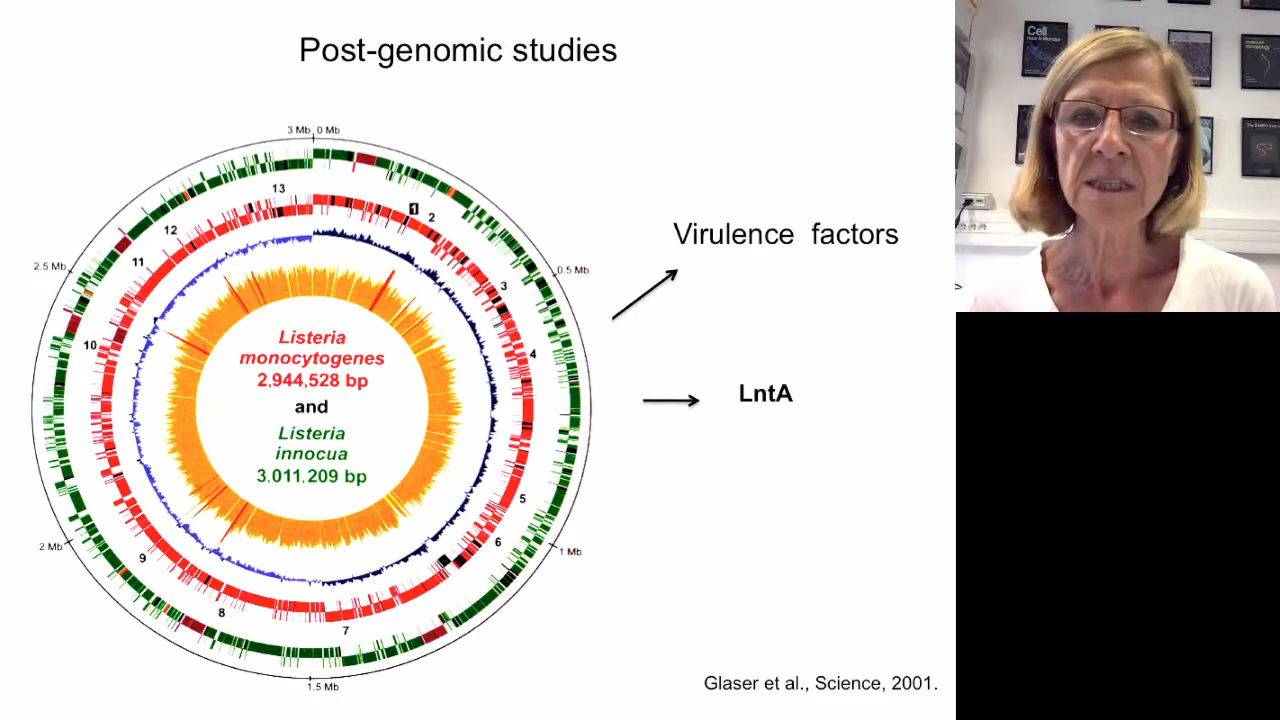 Post-genomic studies
3 Mb
0 Mb
13
1
2
12
11
2.5 Mb
0.5 Mb
3
10
4
Listeria
monocytogenes
2,944,528 bp
and
Listeria
innocua
3,011,209 bp
5
6
2 Mb
1 Mb
9
8
7
1.5 Mb
Virulence factors
LntA
Glaser et al., Science, 2001.
Cell